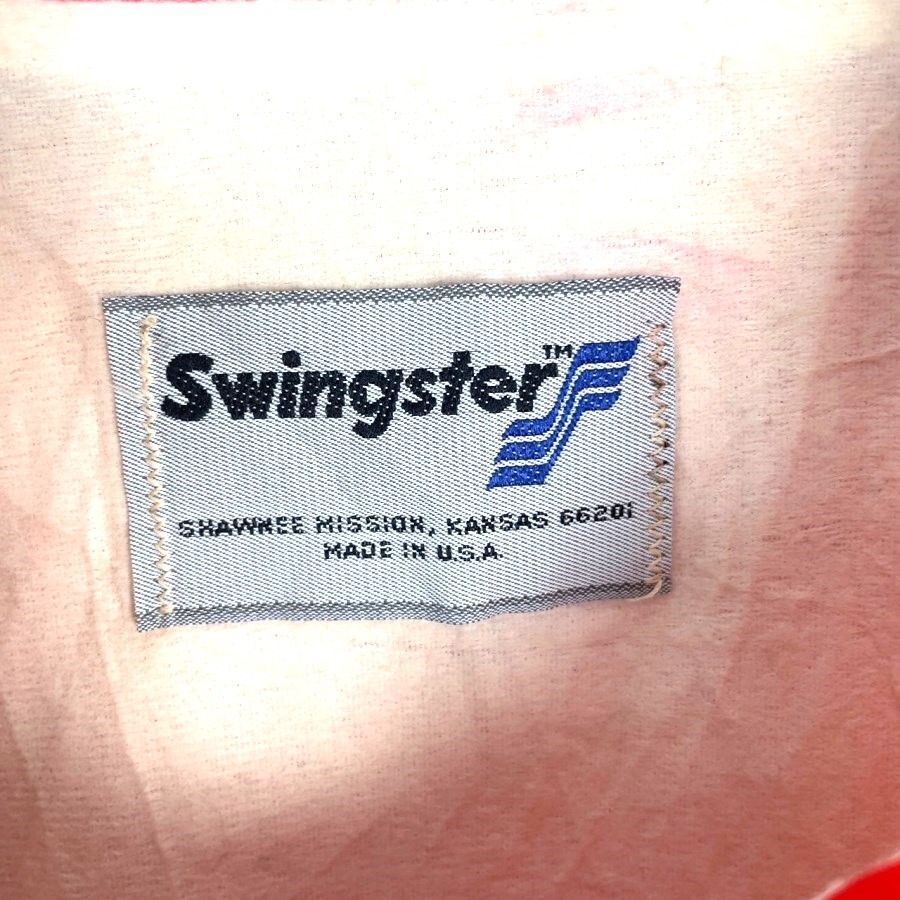 Swingster™
SHAWNEE MISSION, KANSAS 66201
MADE IN U.S.A.